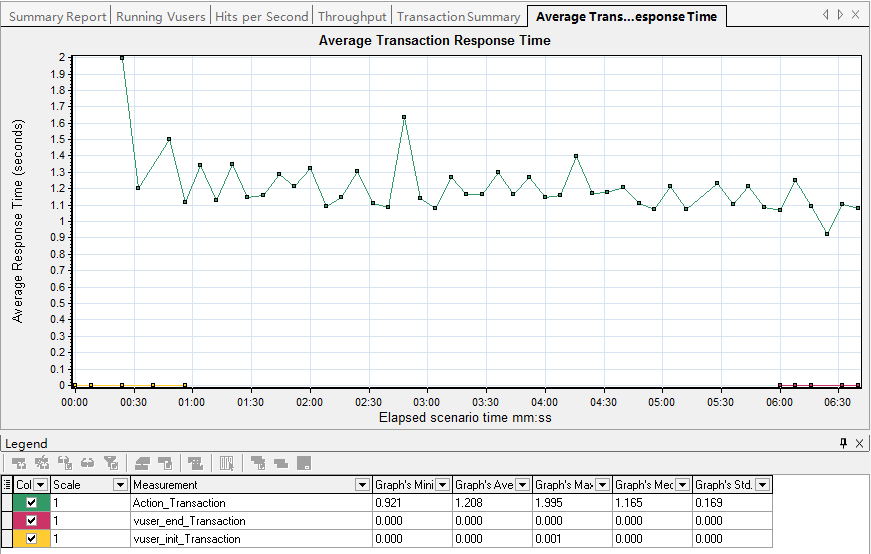 Summary Report Running Vusers Hits per Second Throughput Transaction Summary Average Trans...esponse Time
Average Transaction Response Time
Average Response Time (seconds)
2
1.9
1.8
1.7
1.6
1.5
1.4
1.3
1.2
1.1
1
0.9
0.8
0.7
0.6
0.5
0.4
0.3
0.2
0.1
0
00:00 00:30 01:00 01:30 02:00 02:30 03:00 03:30 04:00 04:30 05:00 05:30 06:00 06:30
Elapsed scenario time mm:ss
Legend
Col Scale Measurement Graph's Mini Graph's Ave Graph's Max Graph's Med Graph's Std.
1 Action_Transaction 0.921 1.208 1.995 1.165 0.169
1 vuser_end_Transaction 0.000 0.000 0.000 0.000 0.000
1 vuser_init_Transaction 0.000 0.000 0.001 0.000 0.000